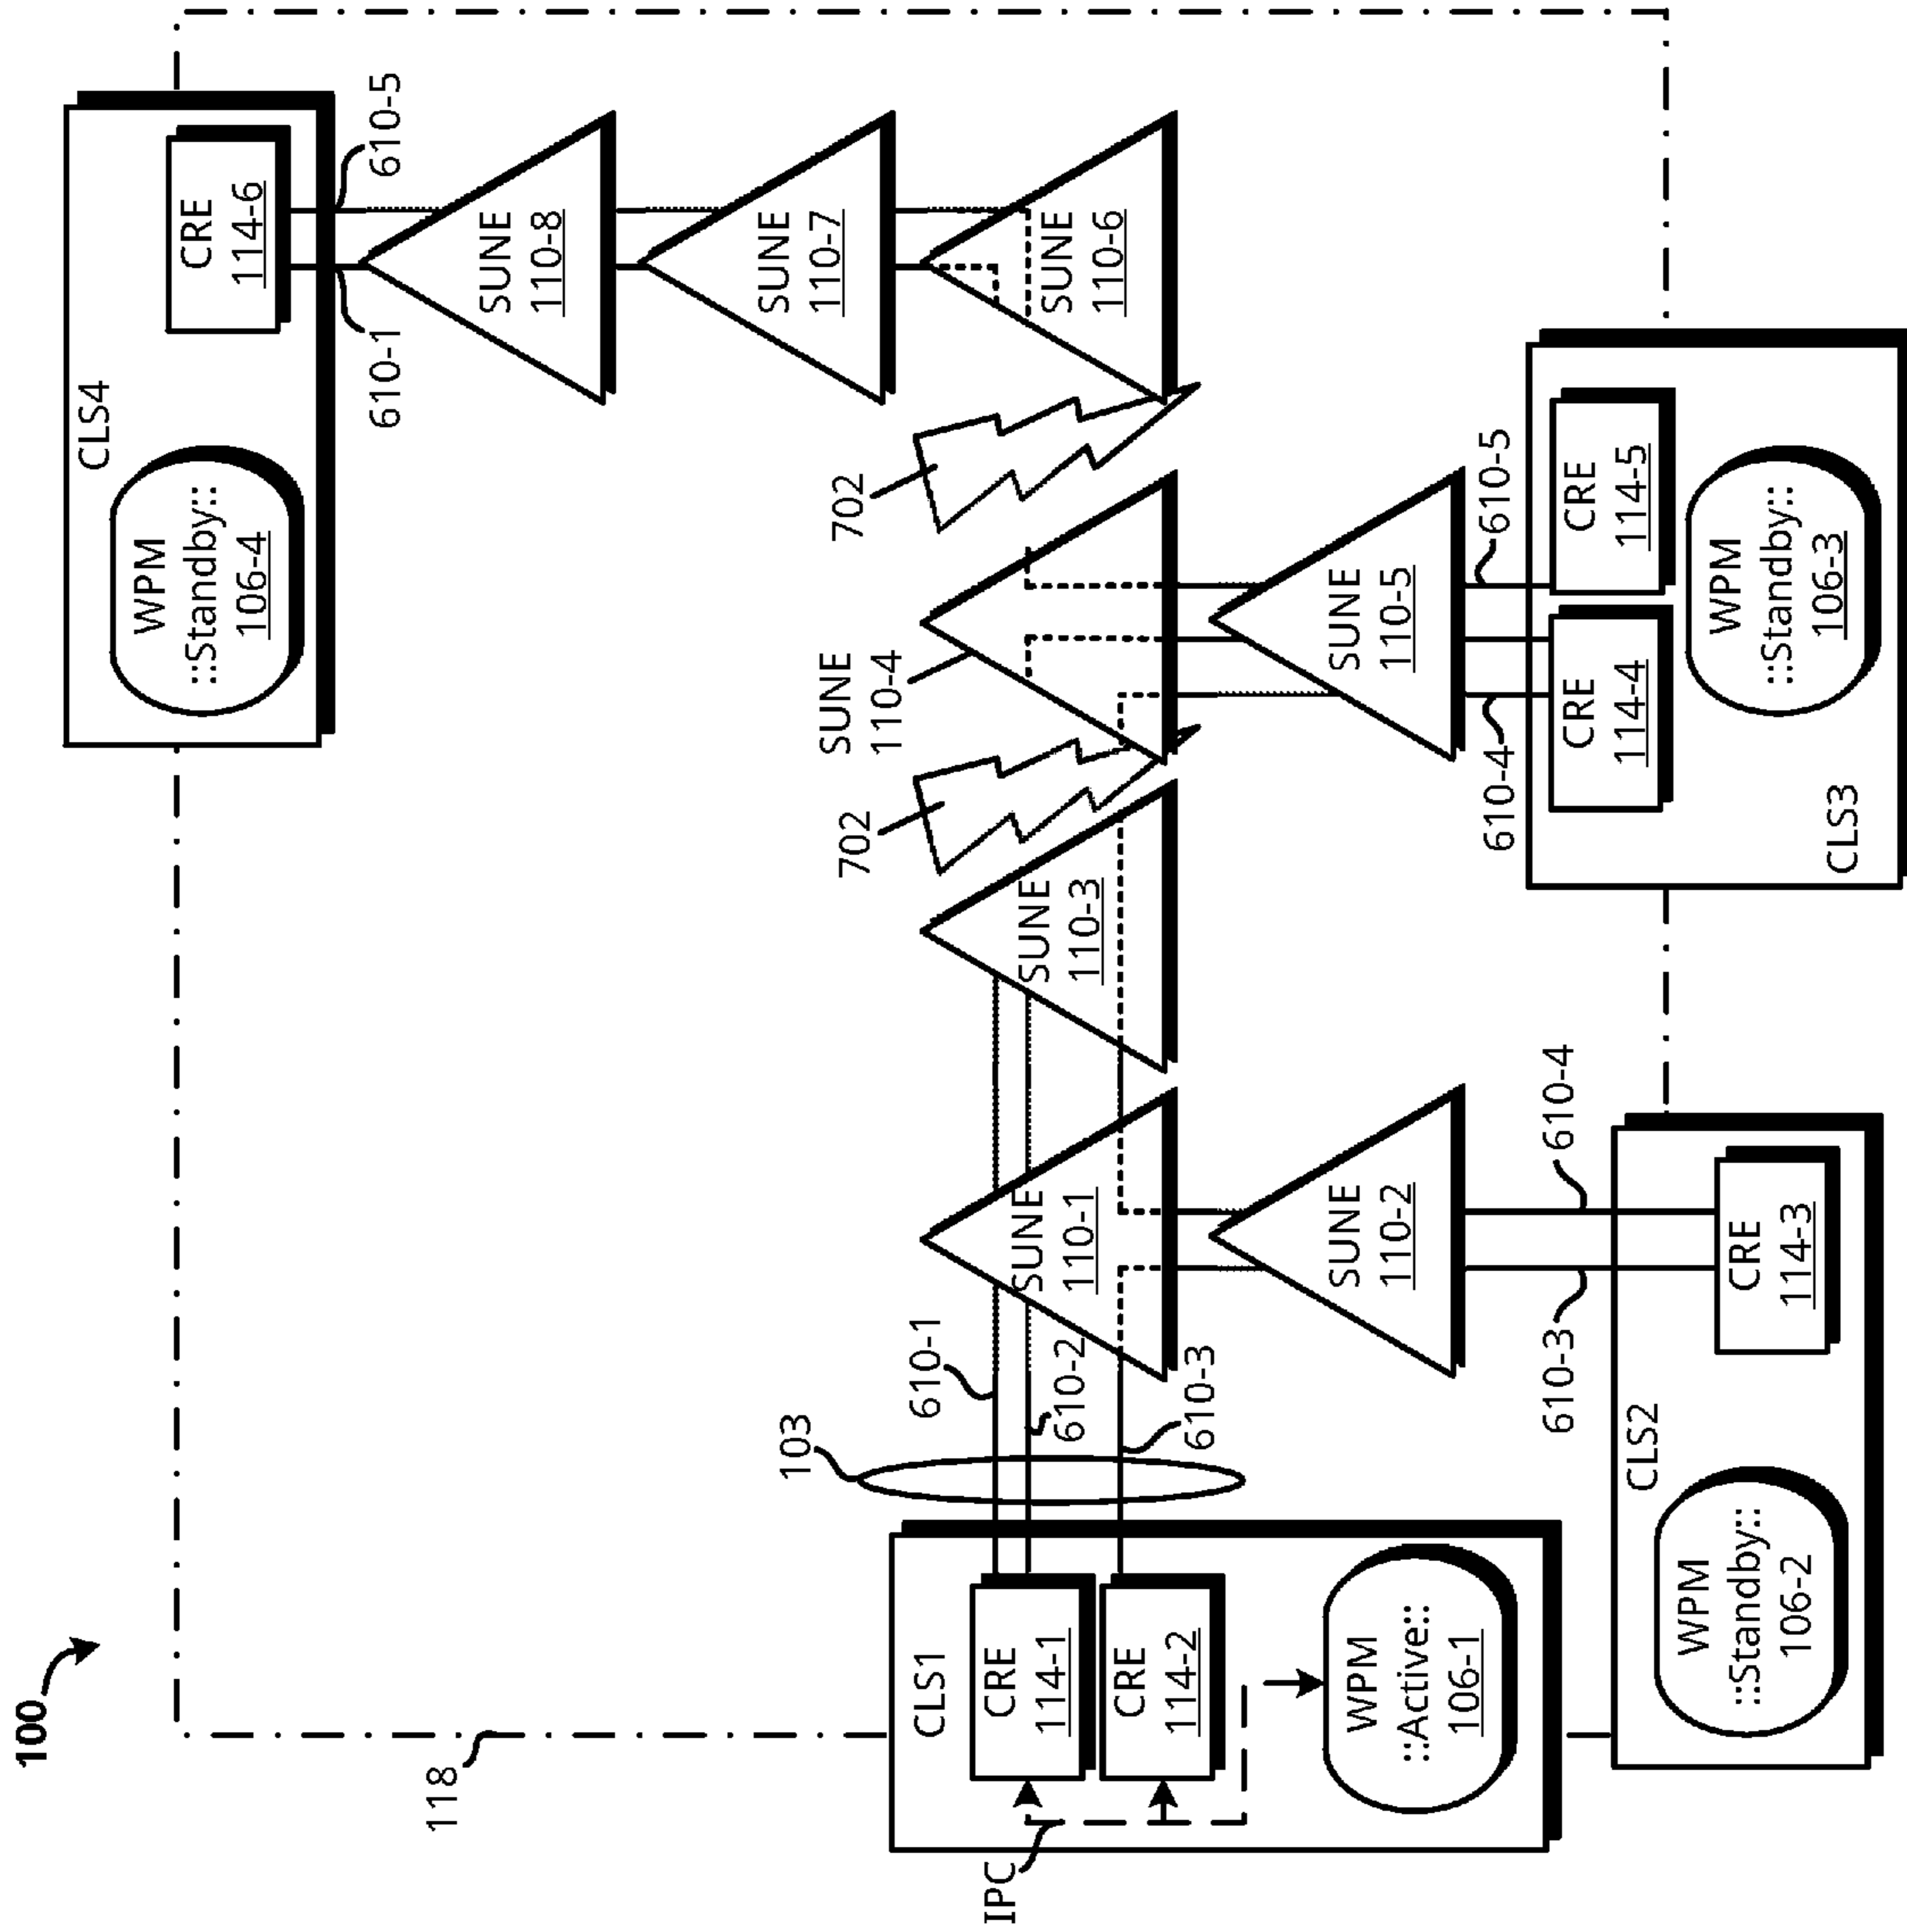 100
118
CLS4
WPM
::Standby::
106-4
CRE
114-6
610-1
610-5
SUNE
110-8
SUNE
110-7
SUNE
110-6
702
702
SUNE
110-4
SUNE
110-3
SUNE
110-1
610-1
610-2
610-3
103
IPC
CLS1
CRE
114-1
CRE
114-2
WPM
::Active::
106-1
SUNE
110-2
610-3
610-4
CLS2
WPM
::Standby::
106-2
CRE
114-3
SUNE
110-5
610-4
610-5
CLS3
CRE
114-4
CRE
114-5
WPM
::Standby::
106-3